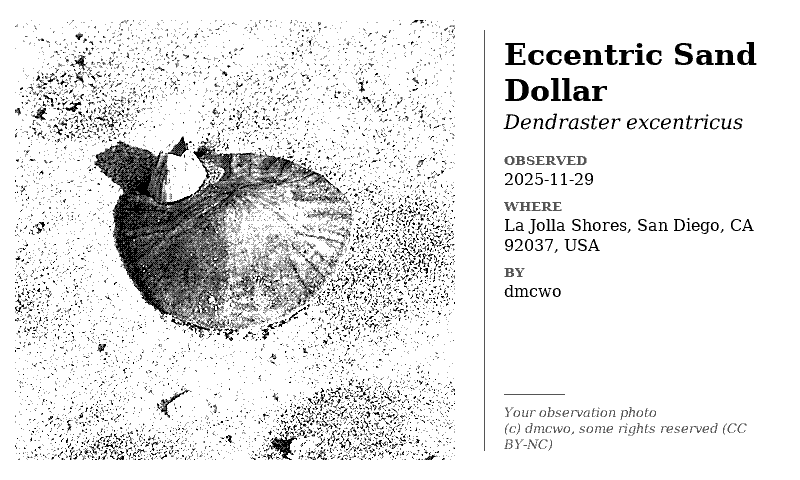 Eccentric Sand
Dollar
Dendraster excentricus
OBSERVED
2025-11-29
WHERE
La Jolla Shores, San Diego, CA
92037, USA
BY
dmcwo
Your observation photo
(c) dmcwo, some rights reserved (CC
BY-NC)